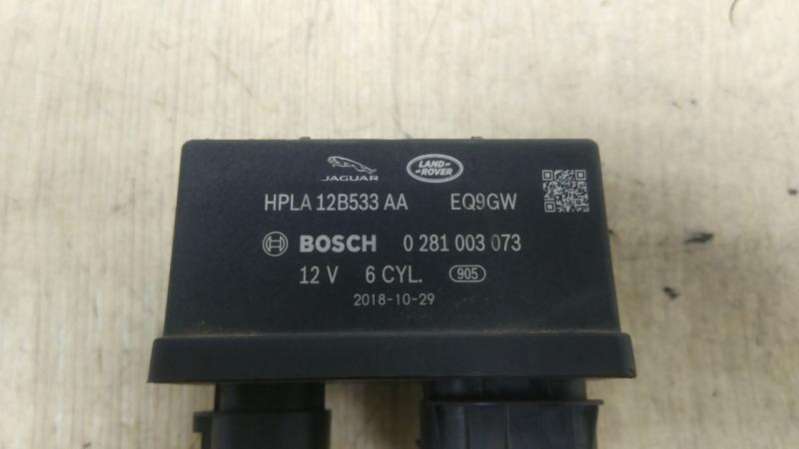 JAGUAR LAND-ROVER
HPLA 12B533 AA EQ9GW
BOSCH 0 281 003 073
12 V 6 CYL. 905
2018-10-29